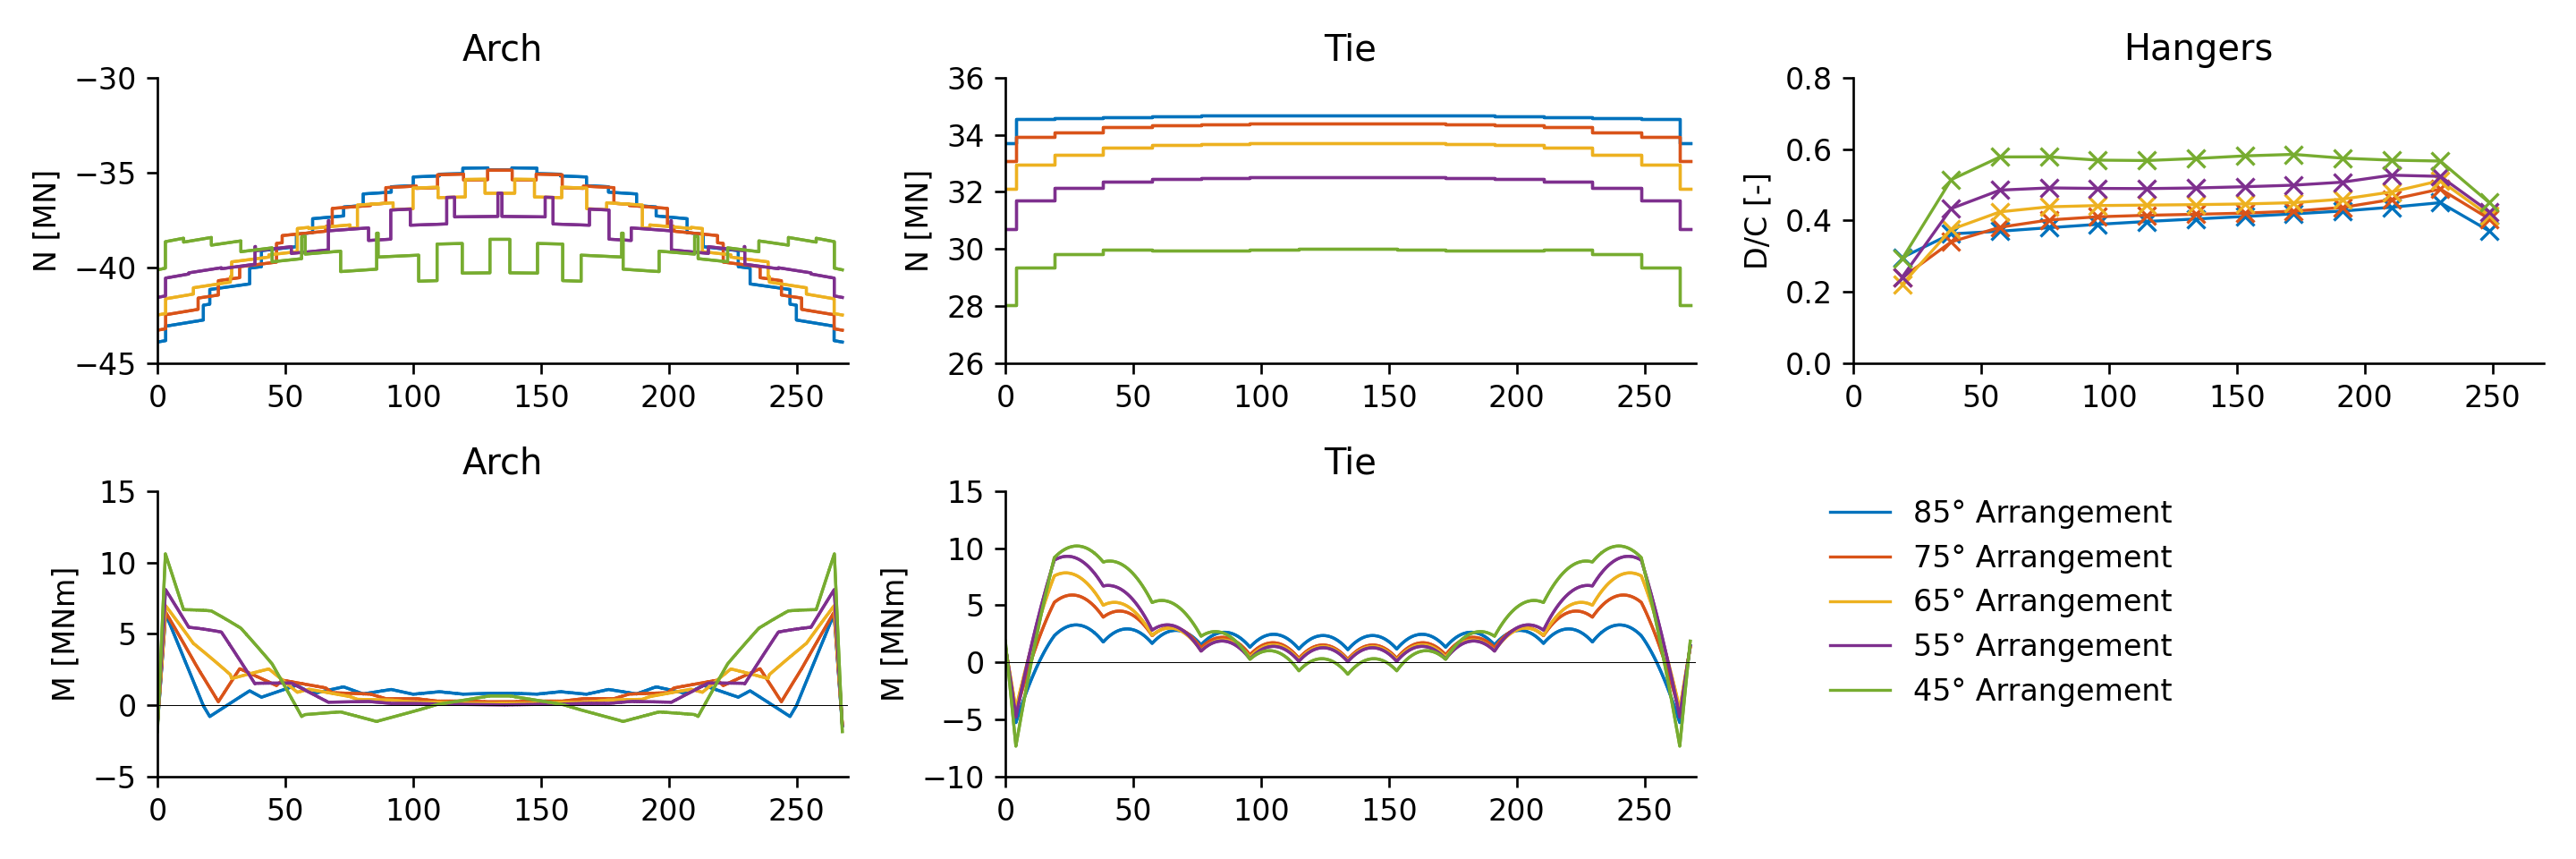 Arch
N [MN]
−30
−35
−40
−45
0 50 100 150 200 250
Tie
N [MN]
36
34
32
30
28
26
0 50 100 150 200 250
Hangers
D/C [-]
0.8
0.6
0.4
0.2
0.0
0 50 100 150 200 250
Arch
M [MNm]
15
10
5
0
−5
0 50 100 150 200 250
Tie
M [MNm]
15
10
5
0
−5
−10
0 50 100 150 200 250
85° Arrangement
75° Arrangement
65° Arrangement
55° Arrangement
45° Arrangement